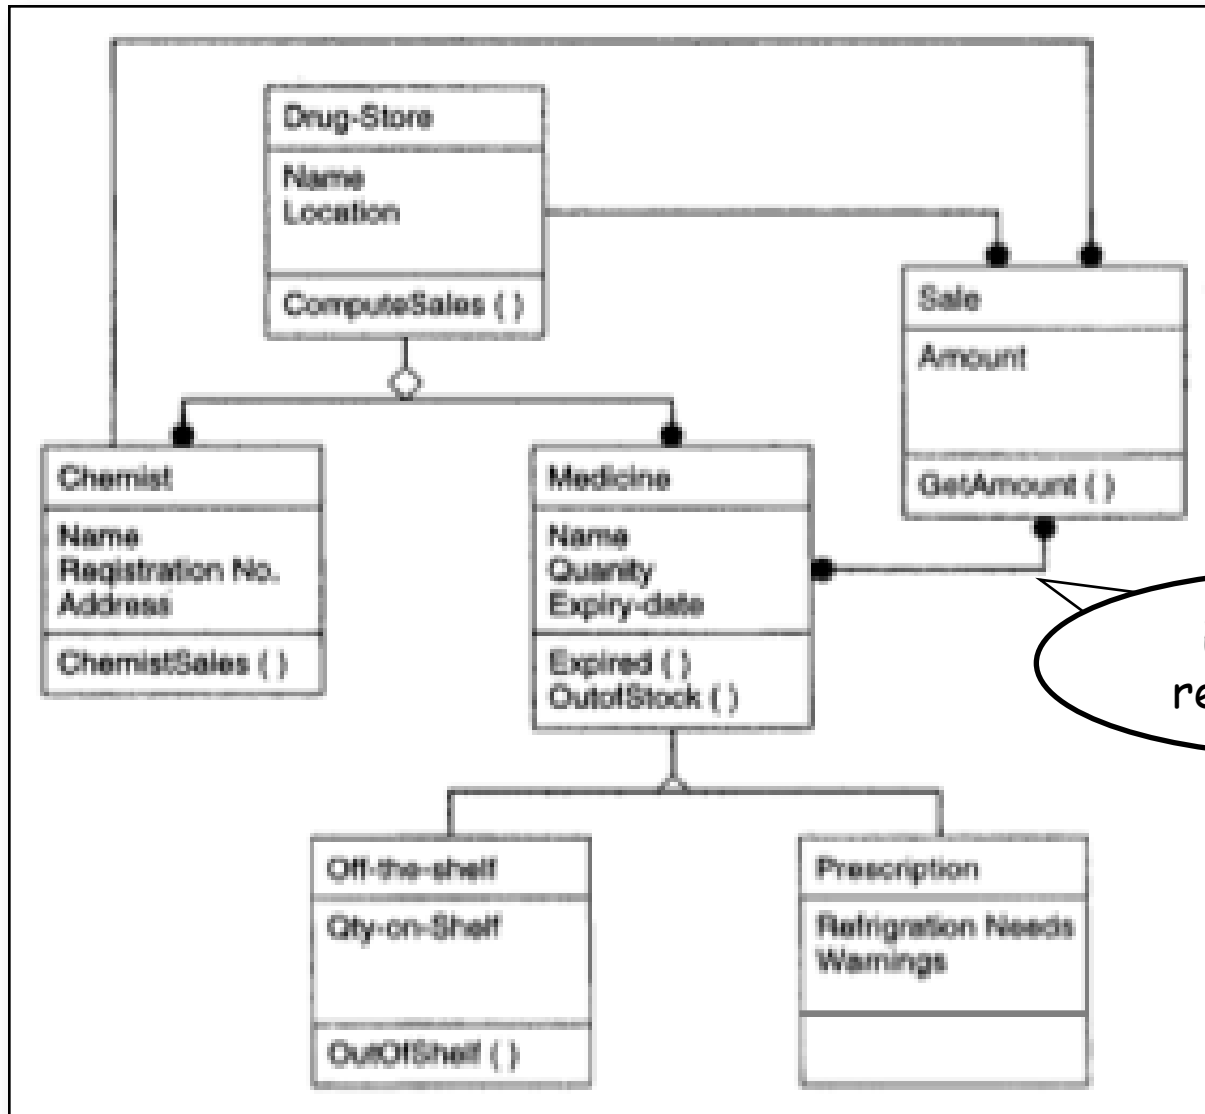 Drug-Store
Name
Location
ComputeSales ( )
Sale
Amount
GetAmount ( )
Chemist
Name
Registration No.
Address
ChemistSales ( )
Medicine
Name
Quanity
Expiry-date
Expired ( )
OutofStock ( )
Off-the-shelf
Qty-on-Shelf
OutOfShelf ( )
Prescription
Refrigration Needs
Warnings